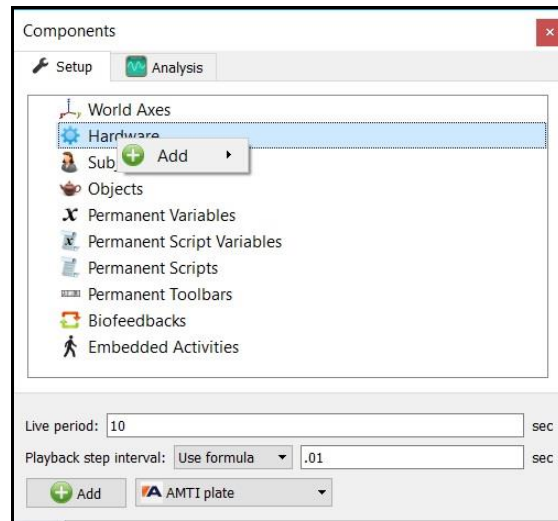 Components
Setup Analysis
World Axes
Hardware
Add
Sub
Objects
Permanent Variables
Permanent Script Variables
Permanent Scripts
Permanent Toolbars
Biofeedbacks
Embedded Activities
Live period: 10 sec
Playback step interval: Use formula .01 sec
Add AMTI plate